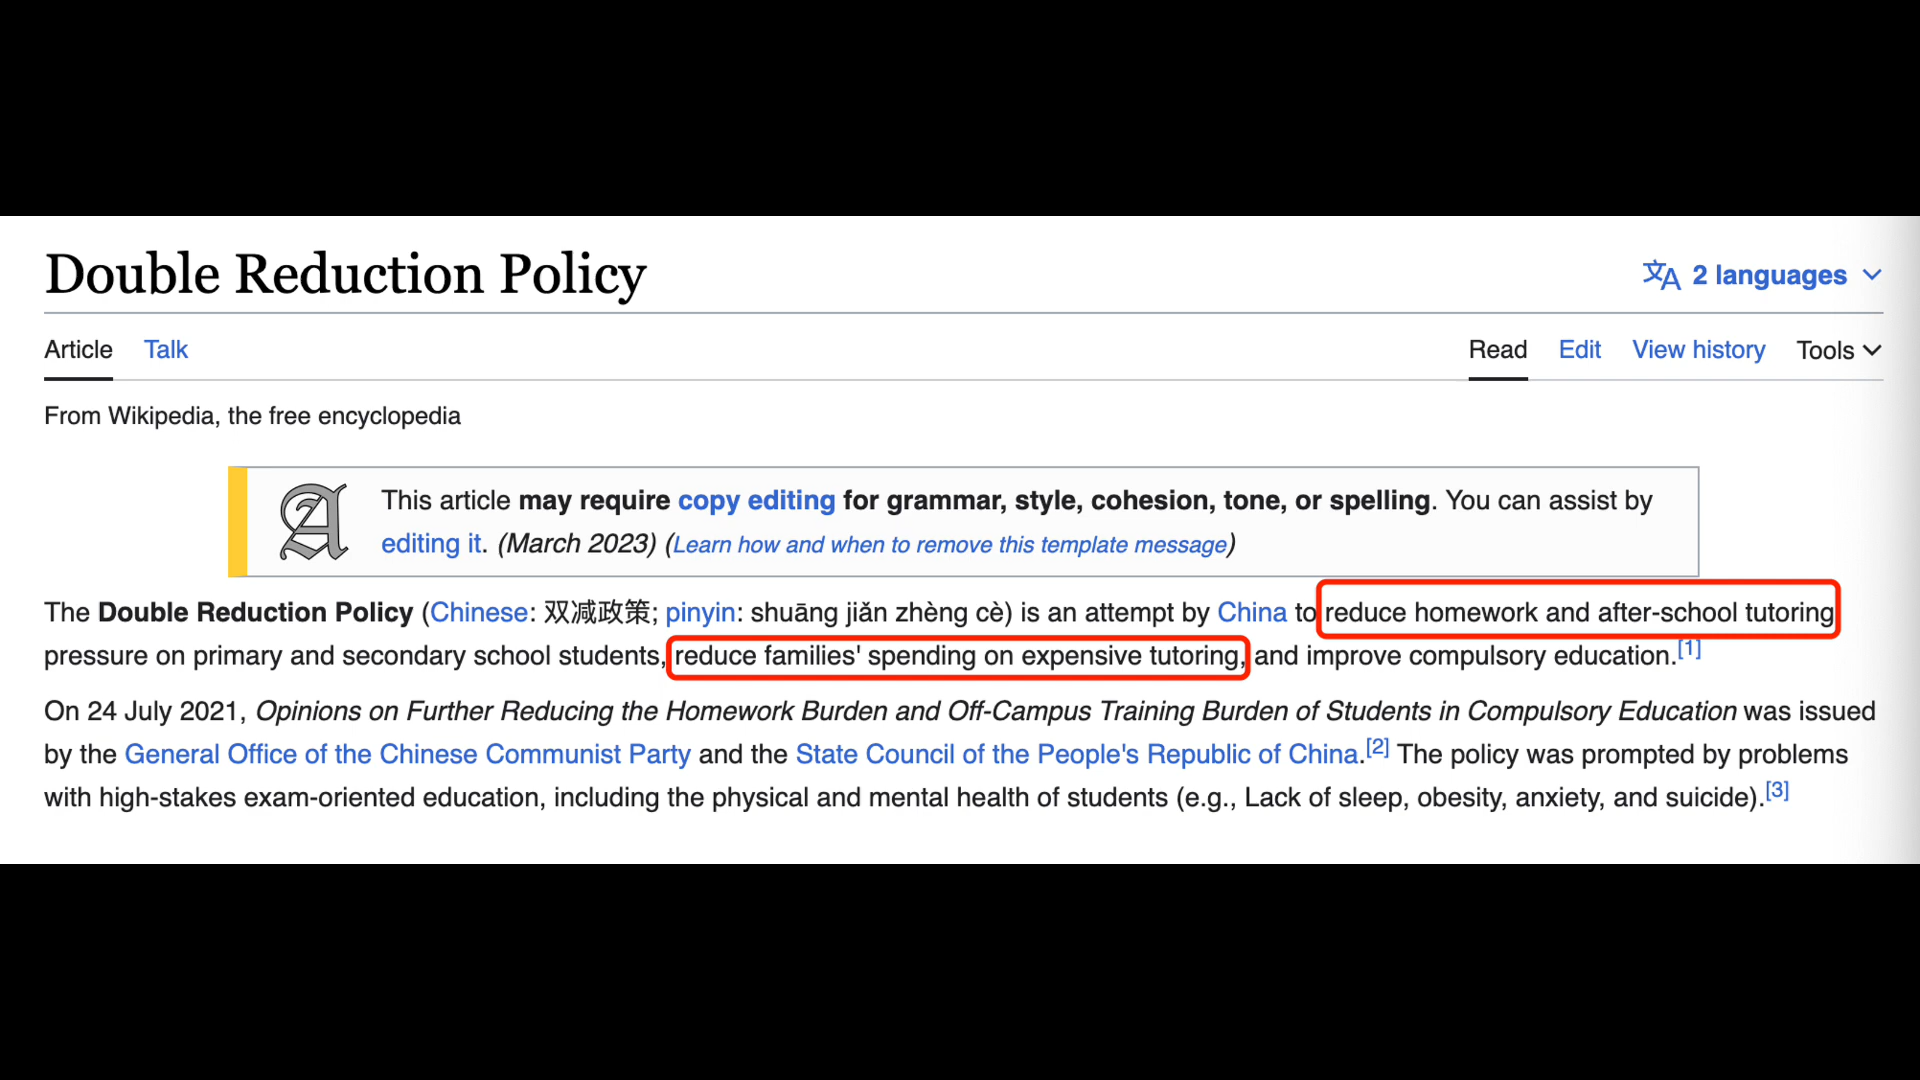 Double Reduction Policy
文A 2 languages
Article Talk Read Edit View history Tools
From Wikipedia, the free encyclopedia
This article may require copy editing for grammar, style, cohesion, tone, or spelling. You can assist by
editing it. (March 2023) (Learn how and when to remove this template message)
The Double Reduction Policy (Chinese: 双减政策; pinyin: shuāng jiǎn zhèng cè) is an attempt by China to reduce homework and after-school tutoring
pressure on primary and secondary school students, reduce families' spending on expensive tutoring, and improve compulsory education.[1]
On 24 July 2021, Opinions on Further Reducing the Homework Burden and Off-Campus Training Burden of Students in Compulsory Education was issued
by the General Office of the Chinese Communist Party and the State Council of the People's Republic of China.[2] The policy was prompted by problems
with high-stakes exam-oriented education, including the physical and mental health of students (e.g., Lack of sleep, obesity, anxiety, and suicide).[3]